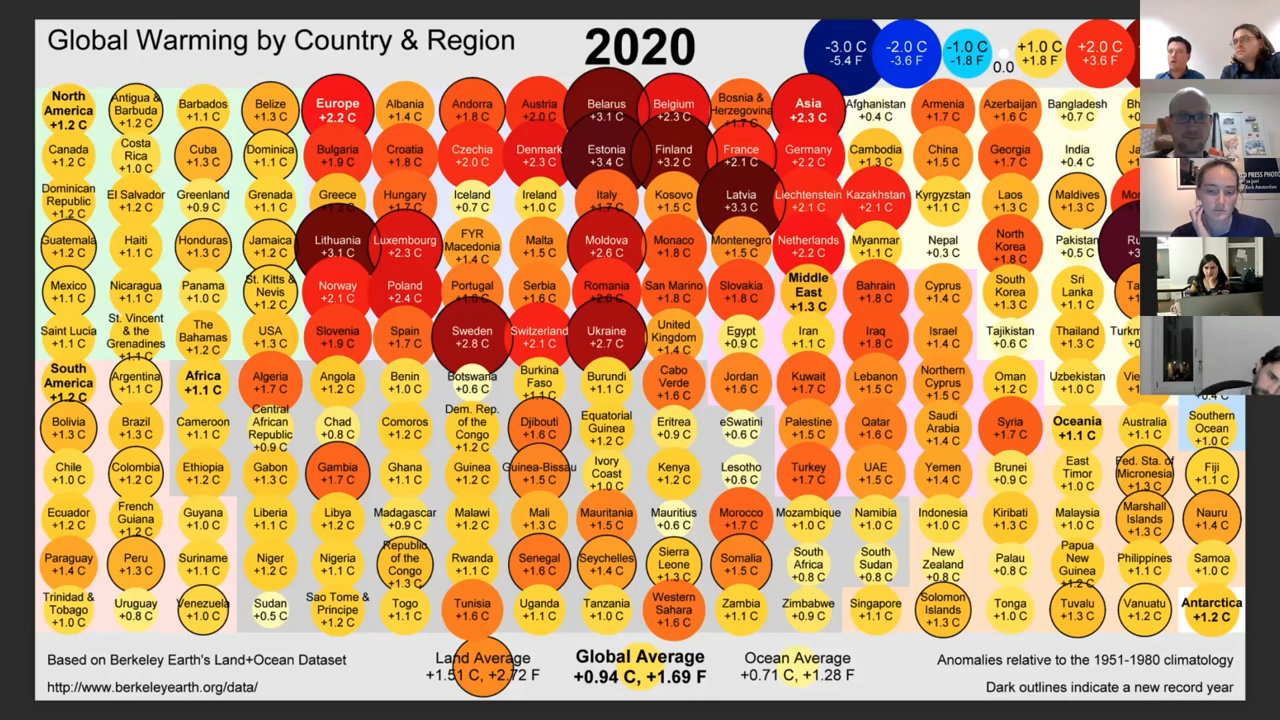 Global Warming by Country & Region
2020
-3.0 C
-5.4 F
-2.0 C
-3.6 F
-1.0 C
-1.8 F
0.0
+1.0 C
+1.8 F
+2.0 C
+3.6 F
North
America
+1.2 C
Antigua &
Barbuda
+1.2 C
Barbados
+1.1 C
Belize
+1.3 C
Europe
+2.2 C
Albania
+1.4 C
Andorra
+1.8 C
Austria
+2.0 C
Belarus
+3.1 C
Belgium
+2.3 C
Bosnia &
Herzegovina
+1.7 C
Asia
+2.3 C
Afghanistan
+0.4 C
Armenia
+1.7 C
Azerbaijan
+1.6 C
Bangladesh
+0.7 C
Canada
+1.2 C
Costa
Rica
+1.0 C
Cuba
+1.3 C
Dominica
+1.1 C
Bulgaria
+1.9 C
Croatia
+1.8 C
Czechia
+2.0 C
Denmark
+2.3 C
Estonia
+3.4 C
Finland
+3.2 C
France
+2.1 C
Germany
+2.2 C
Cambodia
+1.3 C
China
+1.5 C
Georgia
+1.7 C
India
+0.4 C
Dominican
Republic
+1.2 C
El Salvador
+1.2 C
Greenland
+0.9 C
Grenada
+1.1 C
Greece
Hungary
+1.7 C
Iceland
+0.7 C
Ireland
+1.0 C
Italy
+1.7 C
Kosovo
+1.5 C
Latvia
+3.3 C
Liechtenstein
+2.1 C
Kazakhstan
+2.1 C
Kyrgyzstan
+1.1 C
Laos
+1.3 C
Maldives
+1.3 C
Guatemala
+1.2 C
Haiti
+1.1 C
Honduras
+1.2 C
Jamaica
+1.2 C
Lithuania
+3.1 C
Luxembourg
+2.3 C
FYR
Macedonia
+1.4 C
Malta
+1.5 C
Moldova
+2.6 C
Monaco
+1.8 C
Montenegro
+1.5 C
Netherlands
+2.2 C
Myanmar
+1.1 C
Nepal
+0.3 C
North
Korea
+1.8 C
Pakistan
+0.5 C
Mexico
+1.1 C
Nicaragua
+1.1 C
Panama
+1.0 C
St. Kitts &
Nevis
+1.2 C
Norway
+2.1 C
Poland
+2.4 C
Portugal
Serbia
+1.6 C
Romania
San Marino
+1.8 C
Slovakia
+1.8 C
Middle
East
+1.3 C
Bahrain
+1.8 C
Cyprus
+1.4 C
South
Korea
+1.3 C
Sri
Lanka
+1.1 C
Saint Lucia
+1.1 C
St. Vincent
& the
Grenadines
+1.1 C
The
Bahamas
+1.2 C
USA
+1.3 C
Slovenia
+1.9 C
Spain
+1.7 C
Sweden
+2.8 C
Switzerland
+2.1 C
Ukraine
+2.7 C
United
Kingdom
+1.4 C
Egypt
+0.9 C
Iran
+1.1 C
Iraq
+1.8 C
Israel
+1.4 C
Tajikistan
+0.6 C
Thailand
+1.3 C
South
America
+1.2 C
Argentina
+1.1 C
Africa
+1.1 C
Algeria
+1.7 C
Angola
+1.2 C
Benin
+1.0 C
Botswana
+0.6 C
Burkina
Faso
+1.1 C
Burundi
+1.1 C
Cabo
Verde
+1.6 C
Jordan
+1.6 C
Kuwait
+1.7 C
Lebanon
+1.5 C
Northern
Cyprus
+1.5 C
Oman
+1.2 C
Uzbekistan
+1.0 C
Bolivia
+1.3 C
Brazil
+1.3 C
Cameroon
+1.1 C
Central
African
Republic
+0.9 C
Chad
+0.8 C
Comoros
+1.2 C
Dem. Rep.
of the
Congo
+1.2 C
Djibouti
+1.6 C
Equatorial
Guinea
+1.2 C
Eritrea
+0.9 C
eSwatini
+0.6 C
Palestine
+1.5 C
Qatar
+1.6 C
Saudi
Arabia
+1.4 C
Syria
+1.7 C
Oceania
+1.1 C
Australia
+1.1 C
Southern
Ocean
+1.0 C
Chile
+1.0 C
Colombia
+1.2 C
Ethiopia
+1.2 C
Gabon
+1.3 C
Gambia
+1.7 C
Ghana
+1.1 C
Guinea
+1.2 C
Guinea-Bissau
+1.5 C
Ivory
Coast
+1.0 C
Kenya
+1.2 C
Lesotho
+0.6 C
Turkey
+1.7 C
UAE
+1.5 C
Yemen
+1.4 C
Brunei
+0.9 C
East
Timor
+1.0 C
Fed. Sta. of
Micronesia
+1.3 C
Fiji
+1.1 C
Ecuador
+1.2 C
French
Guiana
+1.2 C
Guyana
+1.0 C
Liberia
+1.1 C
Libya
+1.2 C
Madagascar
+0.9 C
Malawi
+1.2 C
Mali
+1.3 C
Mauritania
+1.5 C
Mauritius
+0.6 C
Morocco
+1.7 C
Mozambique
+1.0 C
Namibia
+1.0 C
Indonesia
+1.0 C
Kiribati
+1.3 C
Malaysia
+1.0 C
Marshall
Islands
+1.3 C
Nauru
+1.4 C
Paraguay
+1.4 C
Peru
+1.3 C
Suriname
+1.1 C
Niger
+1.2 C
Nigeria
+1.1 C
Republic
of the
Congo
+1.3 C
Rwanda
+1.1 C
Senegal
+1.6 C
Seychelles
+1.4 C
Sierra
Leone
+1.3 C
Somalia
+1.5 C
South
Africa
+0.8 C
South
Sudan
+0.8 C
New
Zealand
+0.8 C
Palau
+0.8 C
Papua
New
Guinea
+1.2 C
Philippines
+1.1 C
Samoa
+1.0 C
Trinidad &
Tobago
+1.0 C
Uruguay
+0.8 C
Venezuela
+1.0 C
Sudan
+0.5 C
Sao Tome &
Principe
+1.2 C
Togo
+1.1 C
Tunisia
+1.6 C
Uganda
+1.1 C
Tanzania
+1.0 C
Western
Sahara
+1.6 C
Zambia
+1.1 C
Zimbabwe
+0.9 C
Singapore
+1.1 C
Solomon
Islands
+1.3 C
Tonga
+1.0 C
Tuvalu
+1.3 C
Vanuatu
+1.2 C
Antarctica
+1.2 C
Based on Berkeley Earth's Land+Ocean Dataset
http://www.berkeleyearth.org/data/
Land Average
+1.51 C, +2.72 F
Global Average
+0.94 C, +1.69 F
Ocean Average
+0.71 C, +1.28 F
Anomalies relative to the 1951-1980 climatology
Dark outlines indicate a new record year